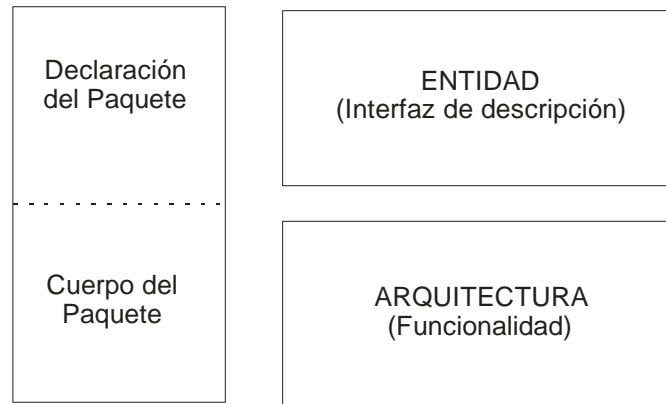 Declaración
del Paquete
Cuerpo del
Paquete
ENTIDAD
(Interfaz de descripción)
ARQUITECTURA
(Funcionalidad)